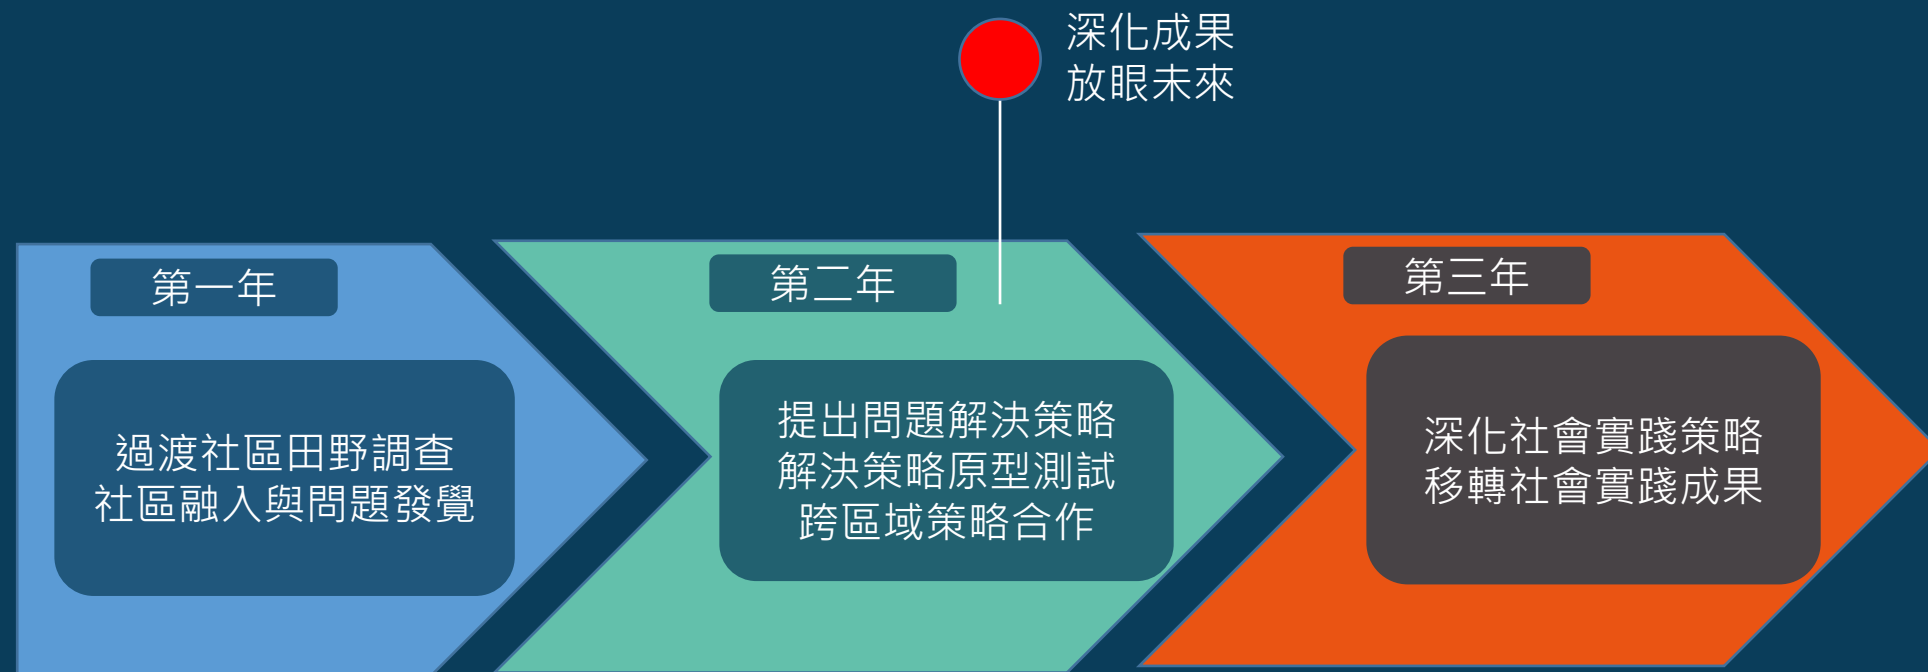 深化成果
放眼未來
第一年
過渡社區田野調查
社區融入與問題發覺
第二年
提出問題解決策略
解決策略原型測試
跨區域策略合作
第三年
深化社會實踐策略
移轉社會實踐成果